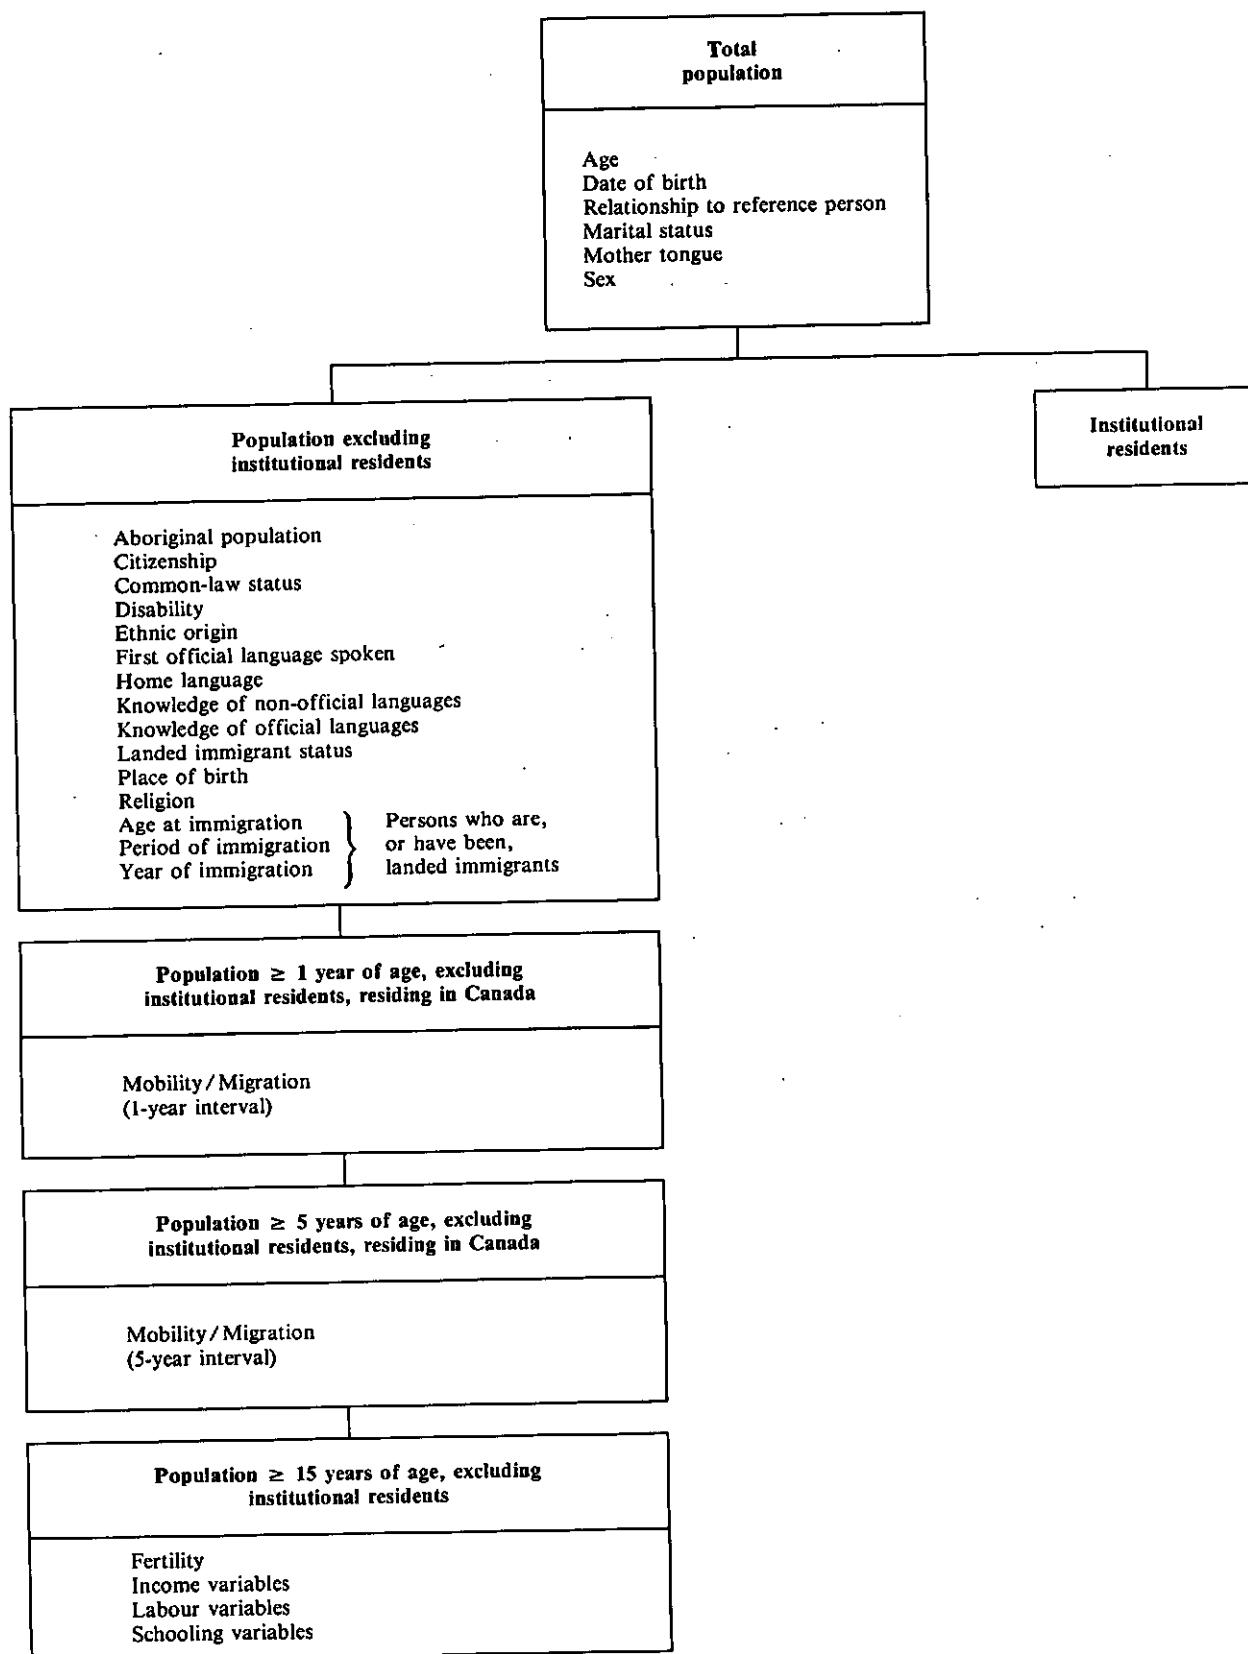 Total
population
Age
Date of birth
Relationship to reference person
Marital status
Mother tongue
Sex
Population excluding
institutional residents
Institutional
residents
Aboriginal population
Citizenship
Common-law status
Disability
Ethnic origin
First official language spoken
Home language
Knowledge of non-official languages
Knowledge of official languages
Landed immigrant status
Place of birth
Religion
Age at immigration
Period of immigration
Year of immigration
Persons who are,
or have been,
landed immigrants
Population ≥ 1 year of age, excluding
institutional residents, residing in Canada
Mobility/Migration
(1-year interval)
Population ≥ 5 years of age, excluding
institutional residents, residing in Canada
Mobility/Migration
(5-year interval)
Population ≥ 15 years of age, excluding
institutional residents
Fertility
Income variables
Labour variables
Schooling variables